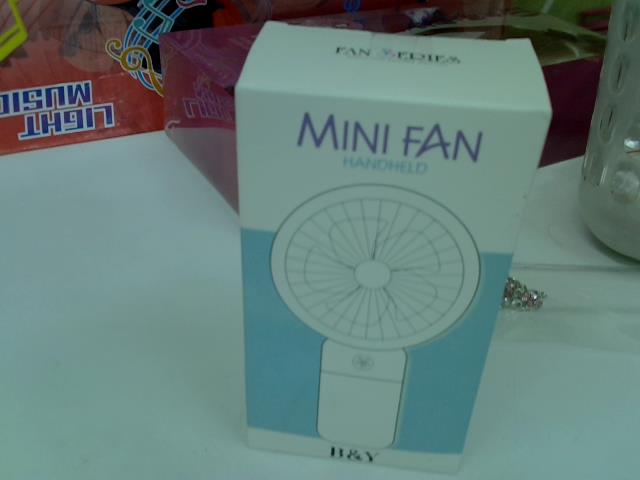 FAN SERIES
MINI FAN
HANDHELD
B&Y
LIGHT
MUSIC